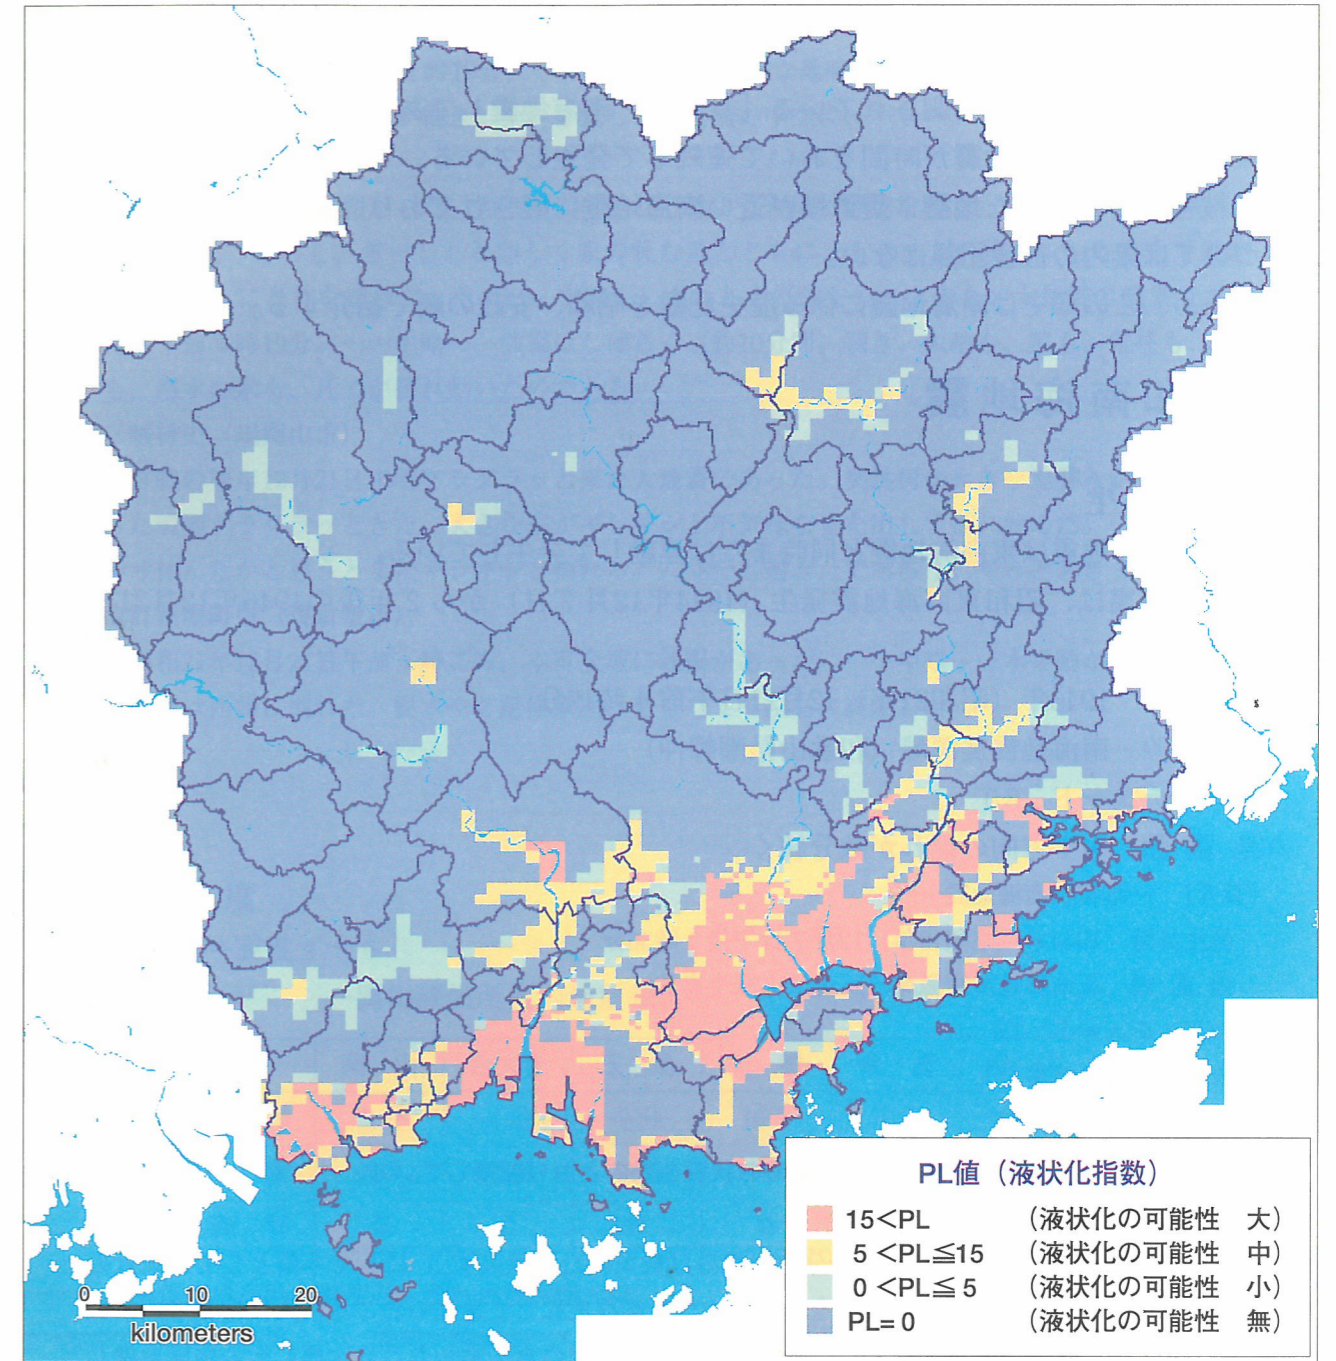 PL値（液状化指数）
15＜PL （液状化の可能性 大）
5 ＜PL≦15 （液状化の可能性 中）
0 ＜PL≦ 5 （液状化の可能性 小）
PL= 0 （液状化の可能性 無）
0 10 20
kilometers